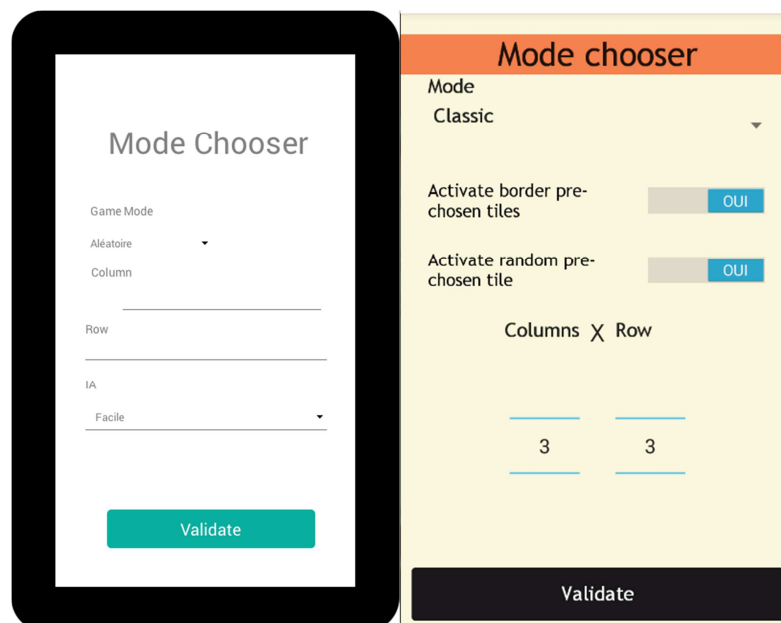 Mode Chooser
Game Mode
Aléatoire
Column
Row
IA
Facile
Validate
Mode chooser
Mode
Classic
Activate border pre-
chosen tiles
OUI
Activate random pre-
chosen tile
OUI
Columns X Row
3 3
Validate